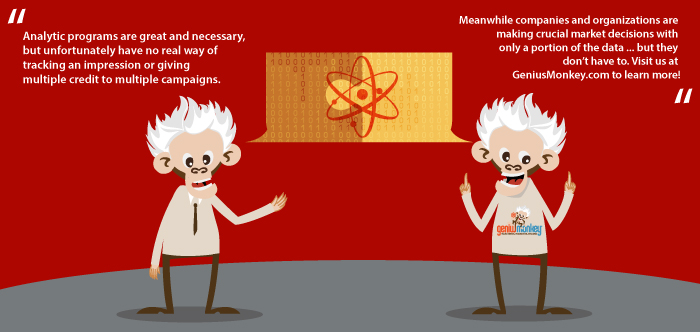 “
Analytic programs are great and necessary,
but unfortunately have no real way of
tracking an impression or giving
multiple credit to multiple campaigns.
Meanwhile companies and organizations are
making crucial market decisions with
only a portion of the data ... but they
don’t have to. Visit us at
GeniusMonkey.com to learn more!
“
geniusmonkey